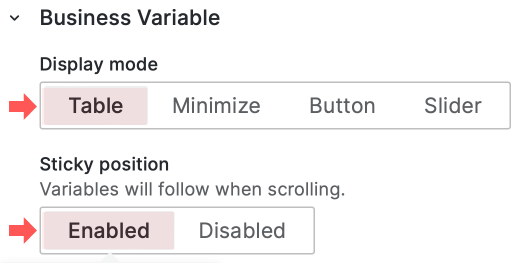 Business Variable
Display mode
Table Minimize Button Slider
Sticky position
Variables will follow when scrolling.
Enabled Disabled